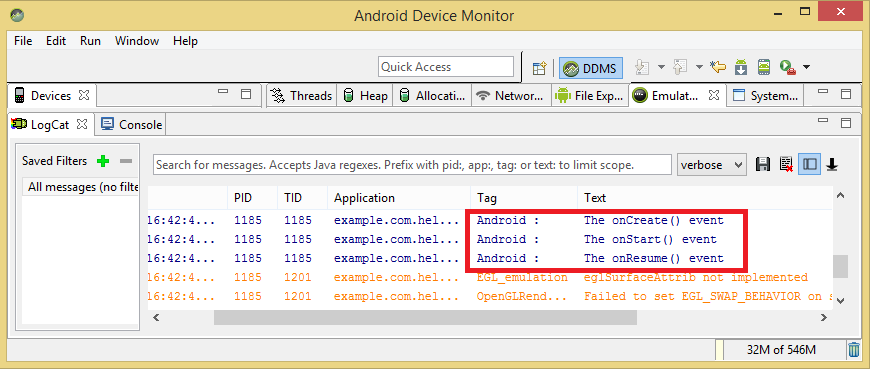 Android Device Monitor
File Edit Run Window Help
Quick Access
DDMS
Devices
Threads Heap Allocati... Networ... File Exp... Emulat... System...
LogCat Console
Saved Filters
All messages (no filte
Search for messages. Accepts Java regexes. Prefix with pid:, app:, tag: or text: to limit scope. verbose
PID TID Application Tag Text
16:42:4... 1185 1185 example.com.hel... Android : The onCreate() event
16:42:4... 1185 1185 example.com.hel... Android : The onStart() event
16:42:4... 1185 1185 example.com.hel... Android : The onResume() event
16:42:4... 1185 1201 example.com.hel... EGL_emulation eglSurfaceAttrib not implemented
16:42:4... 1185 1201 example.com.hel... OpenGLRend... Failed to set EGL_SWAP_BEHAVIOR on s
32M of 546M